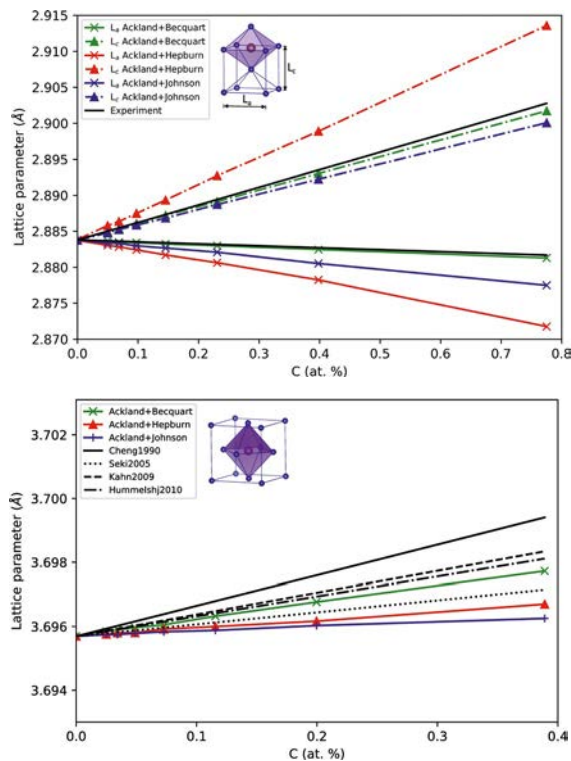 2.915
2.910
2.905
2.900
2.895
2.890
2.885
2.880
2.875
2.870
Lattice parameter (Å)
Lₐ Ackland+Becquart
L꜀ Ackland+Becquart
Lₐ Ackland+Hepburn
L꜀ Ackland+Hepburn
Lₐ Ackland+Johnson
L꜀ Ackland+Johnson
Experiment
L꜀
Lₐ
0.0 0.1 0.2 0.3 0.4 0.5 0.6 0.7 0.8
C (at. %)
3.702
3.700
3.698
3.696
3.694
Lattice parameter (Å)
Ackland+Becquart
Ackland+Hepburn
Ackland+Johnson
Cheng1990
Seki2005
Kahn2009
Hummelshj2010
0.0 0.1 0.2 0.3 0.4
C (at. %)